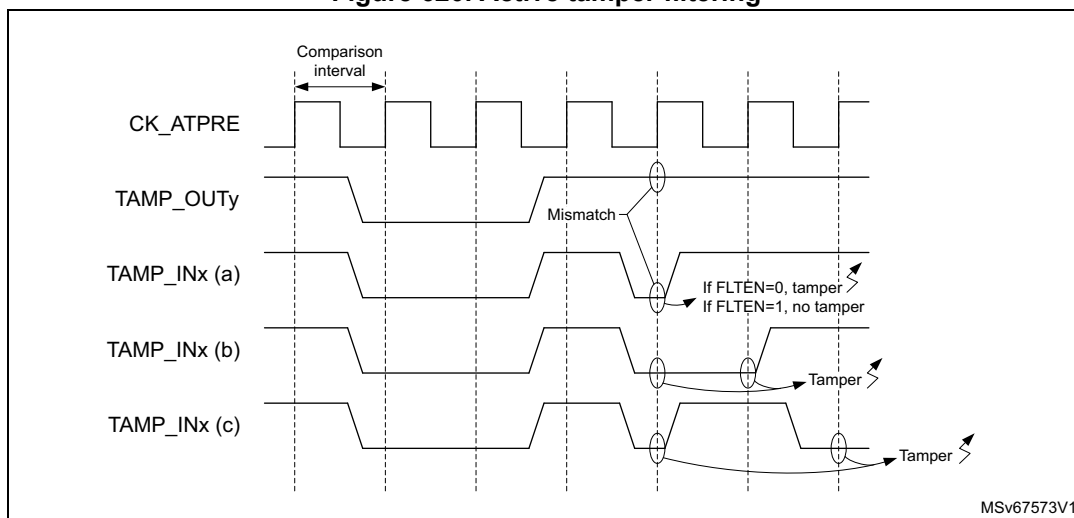 Figure Active tamper filtering
Comparison
interval
CK_ATPRE
TAMP_OUTy
Mismatch
TAMP_INx (a)
If FLTEN=0, tamper
If FLTEN=1, no tamper
TAMP_INx (b)
Tamper
TAMP_INx (c)
Tamper
MSv67573V1